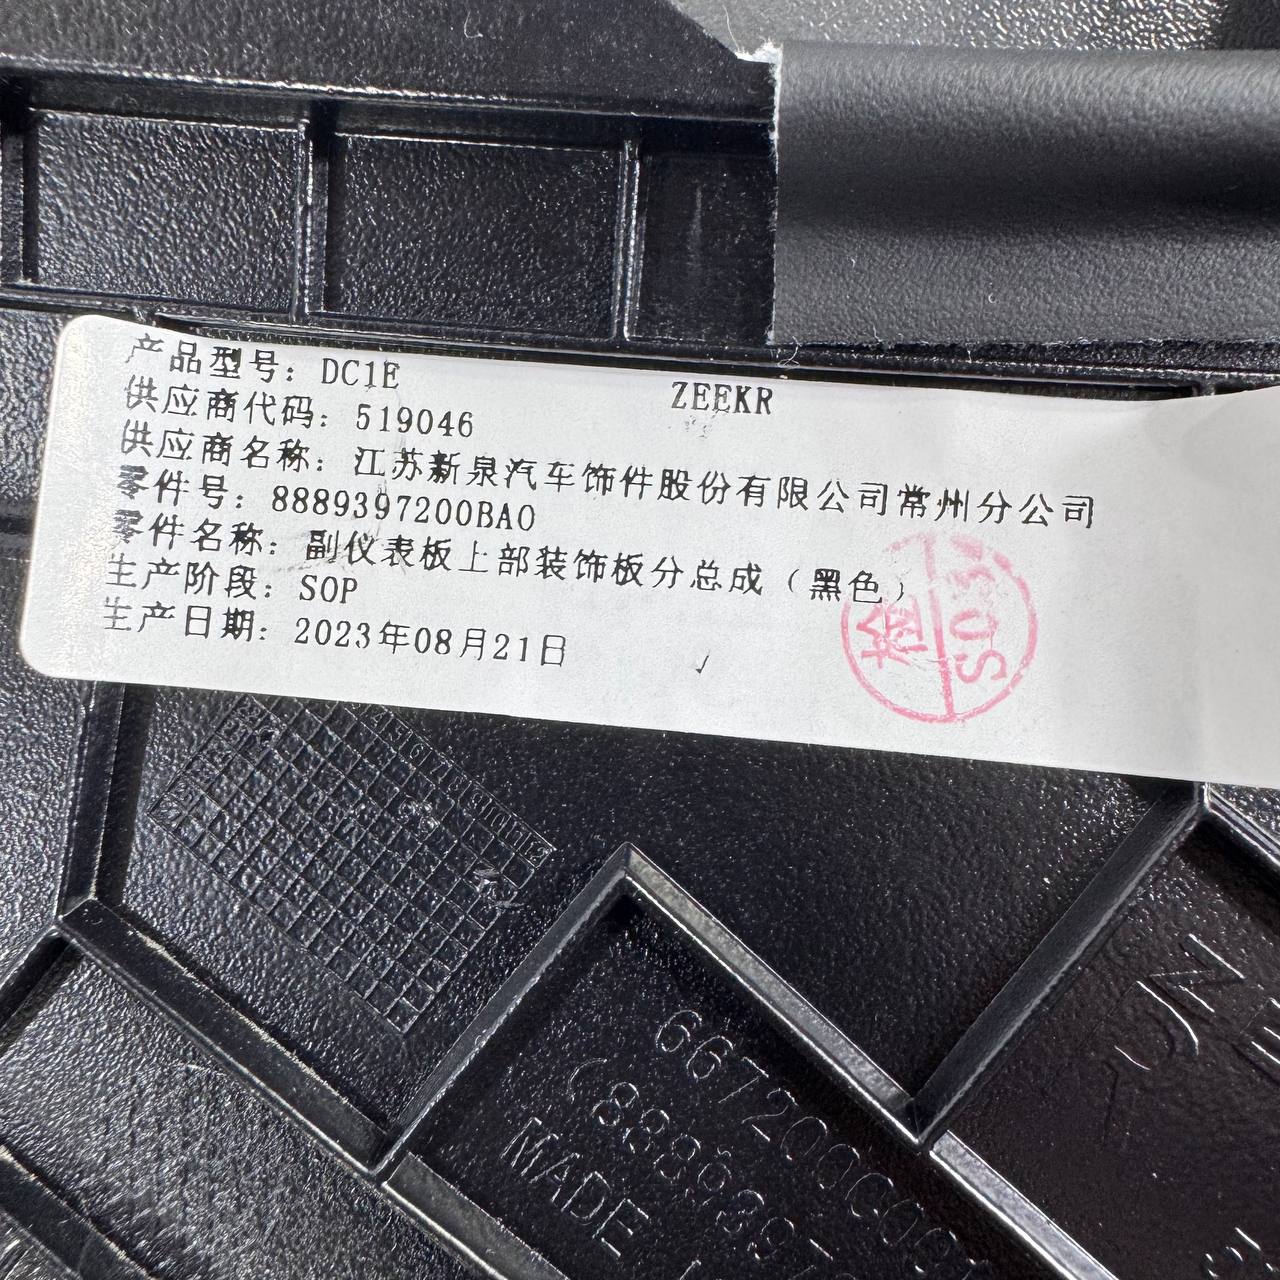 产品型号: DC1E ZEEKR
供应商代码: 519046
供应商名称: 江苏新泉汽车饰件股份有限公司常州分公司
零件号: 8889397200BA0
零件名称: 副仪表板上部装饰板分总成（黑色）
生产阶段: SOP
生产日期: 2023年08月21日
检
MADE